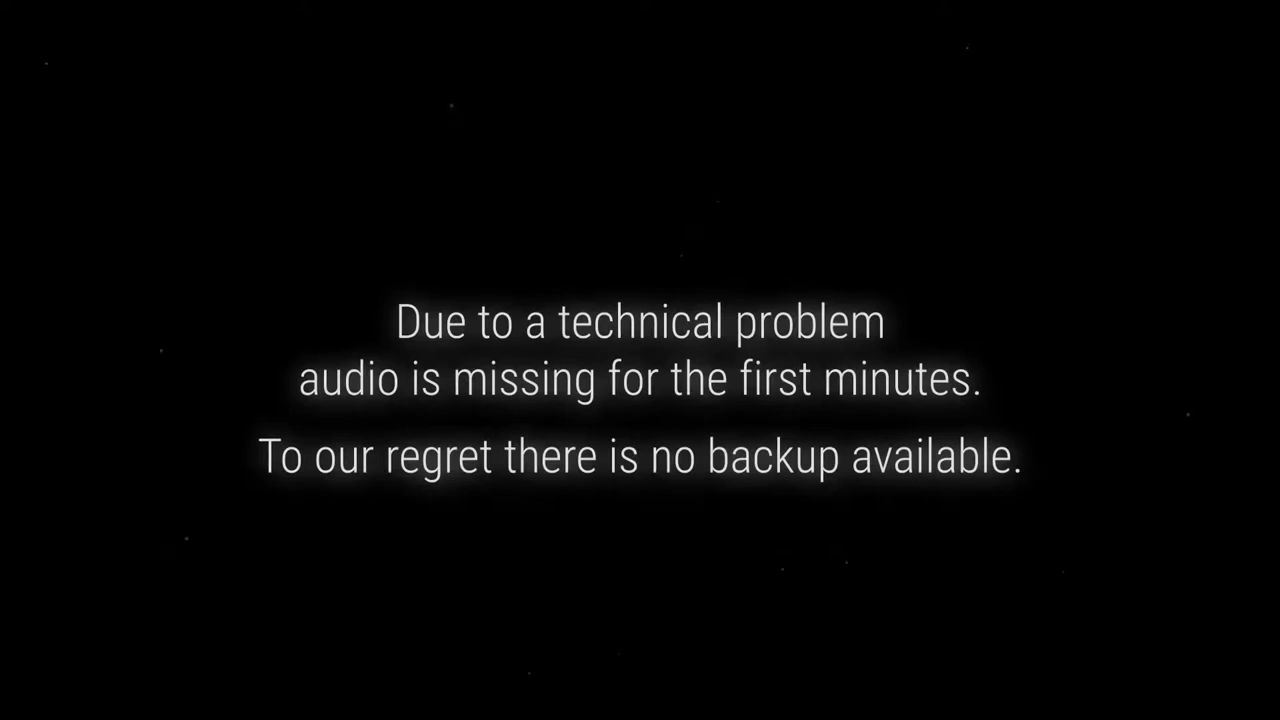 Due to a technical problem
audio is missing for the first minutes.
To our regret there is no backup available.